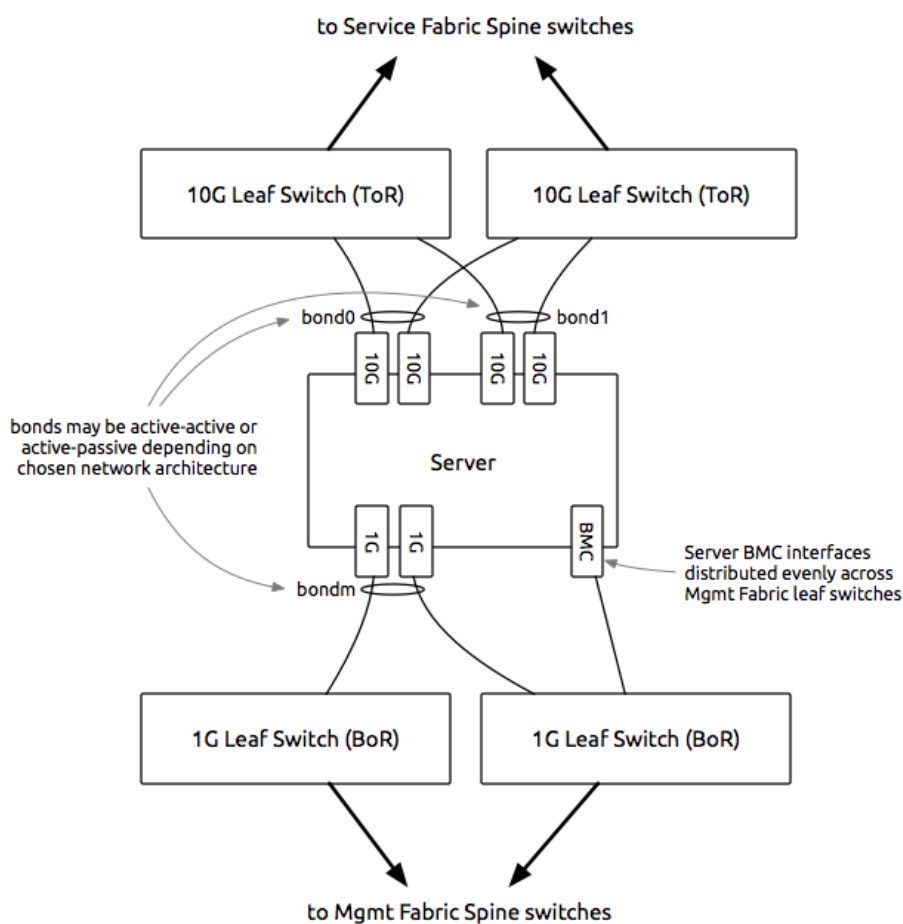 to Service Fabric Spine switches
10G Leaf Switch (ToR)
10G Leaf Switch (ToR)
bond0
bond1
10G
10G
10G
10G
bonds may be active-active or
active-passive depending on
chosen network architecture
Server
1G
1G
BMC
Server BMC interfaces
distributed evenly across
Mgmt Fabric leaf switches
bondm
1G Leaf Switch (BoR)
1G Leaf Switch (BoR)
to Mgmt Fabric Spine switches